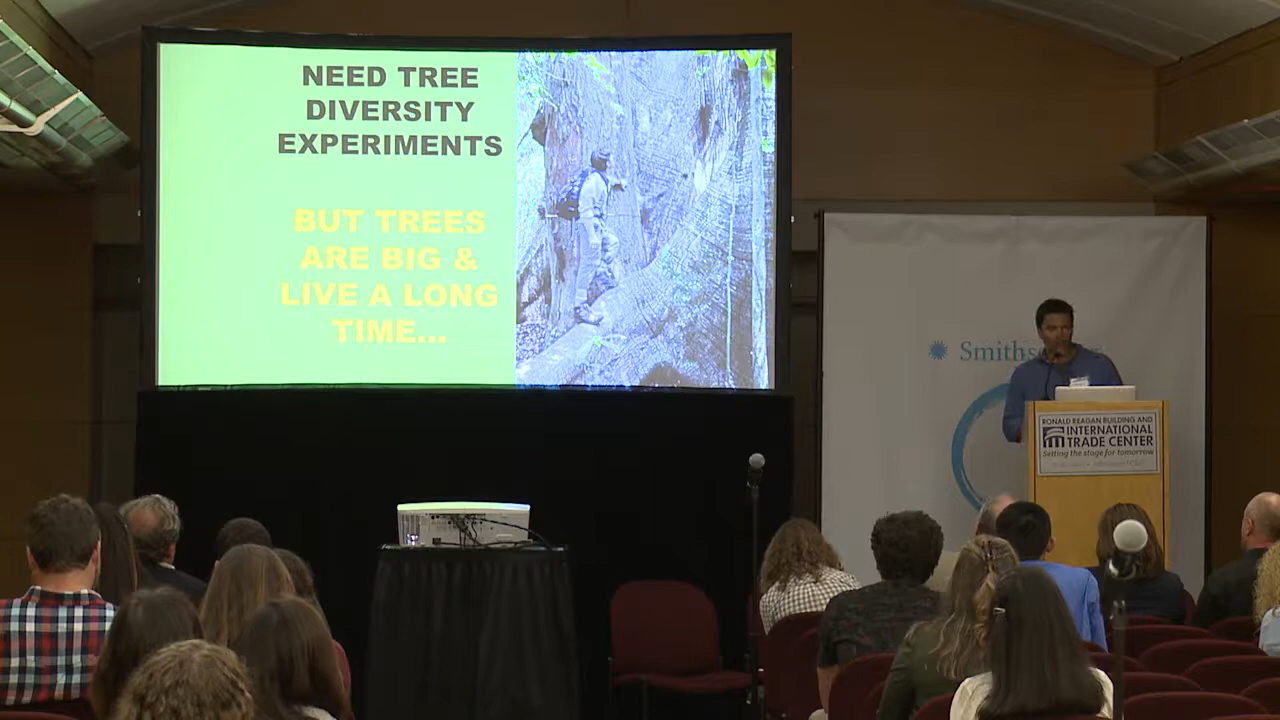 NEED TREE
DIVERSITY
EXPERIMENTS
BUT TREES
ARE BIG &
LIVE A LONG
TIME...
Smiths
RONALD REAGAN BUILDING AND
INTERNATIONAL
TRADE CENTER
Setting the stage for tomorrow